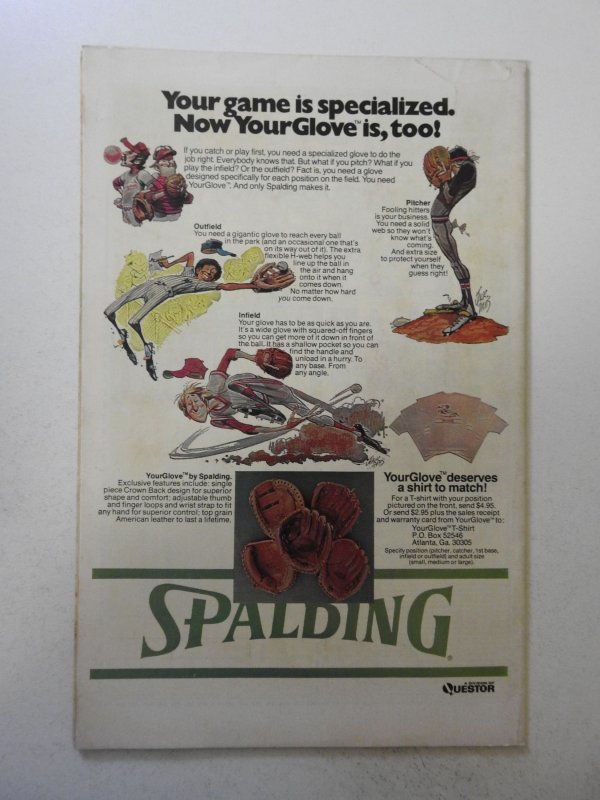 Your game is specialized.
Now YourGlove™ is, too!
If you catch or play first, you need a specialized glove to do the
job right. Everybody knows that. But what if you pitch? What if you
play the infield? Or the outfield? Fact is, you need a glove
designed specifically for each position on the field. You need
YourGlove™. And only Spalding makes it.
Pitcher
Fooling hitters
is your business.
You need a solid
web so they won't
know what's
coming.
And extra size
to protect yourself
when they
guess right!
Outfield
You need a gigantic glove to reach every ball
in the park (and an occasional one that's
on its way out of it). The extra
flexible H-web helps you
line up the ball in
the air and hang
onto it when it
comes down.
No matter how hard
you come down.
Infield
Your glove has to be as quick as you are.
It's a wide glove with squared-off fingers
so you can get more of it down in front of
the ball. It has a shallow pocket so you can
find the handle and
unload in a hurry. To
any base. From
any angle.
YourGlove™ by Spalding.
Exclusive features include: single
piece Crown Back design for superior
shape and comfort; adjustable thumb
and finger loops and wrist strap to fit
any hand for superior control; top grain
American leather to last a lifetime.
YourGlove™ deserves
a shirt to match!
For a T-shirt with your position
pictured on the front, send $4.95.
Or send $2.95 plus the sales receipt
and warranty card from YourGlove™ to:
YourGlove™ T-Shirt
P.O. Box 52546
Atlanta, Ga. 30305
Specify position (pitcher, catcher, 1st base,
infield or outfield) and adult size
(small, medium or large).
SPALDING®
A DIVISION OF
QUESTOR